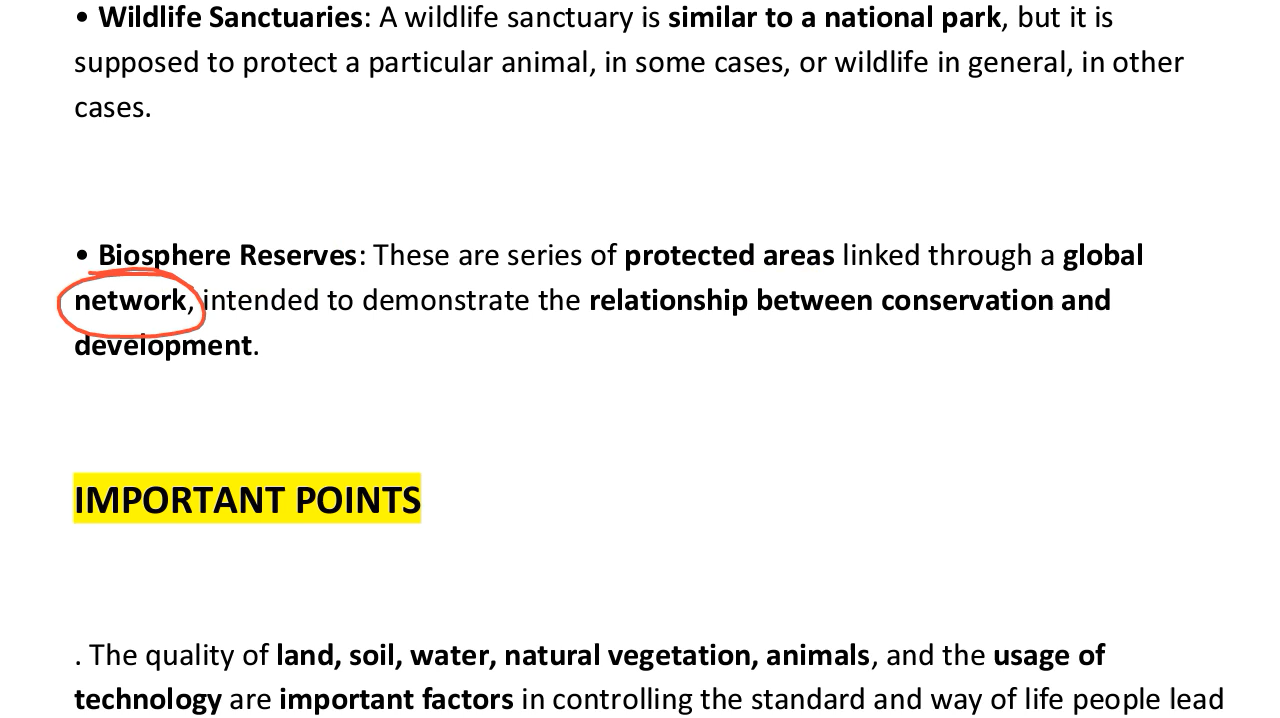 • Wildlife Sanctuaries: A wildlife sanctuary is similar to a national park, but it is
supposed to protect a particular animal, in some cases, or wildlife in general, in other
cases.
• Biosphere Reserves: These are series of protected areas linked through a global
network, intended to demonstrate the relationship between conservation and
development.
IMPORTANT POINTS
. The quality of land, soil, water, natural vegetation, animals, and the usage of
technology are important factors in controlling the standard and way of life people lead